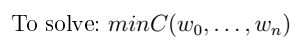 To solve: minC(w₀, . . . , wₙ)